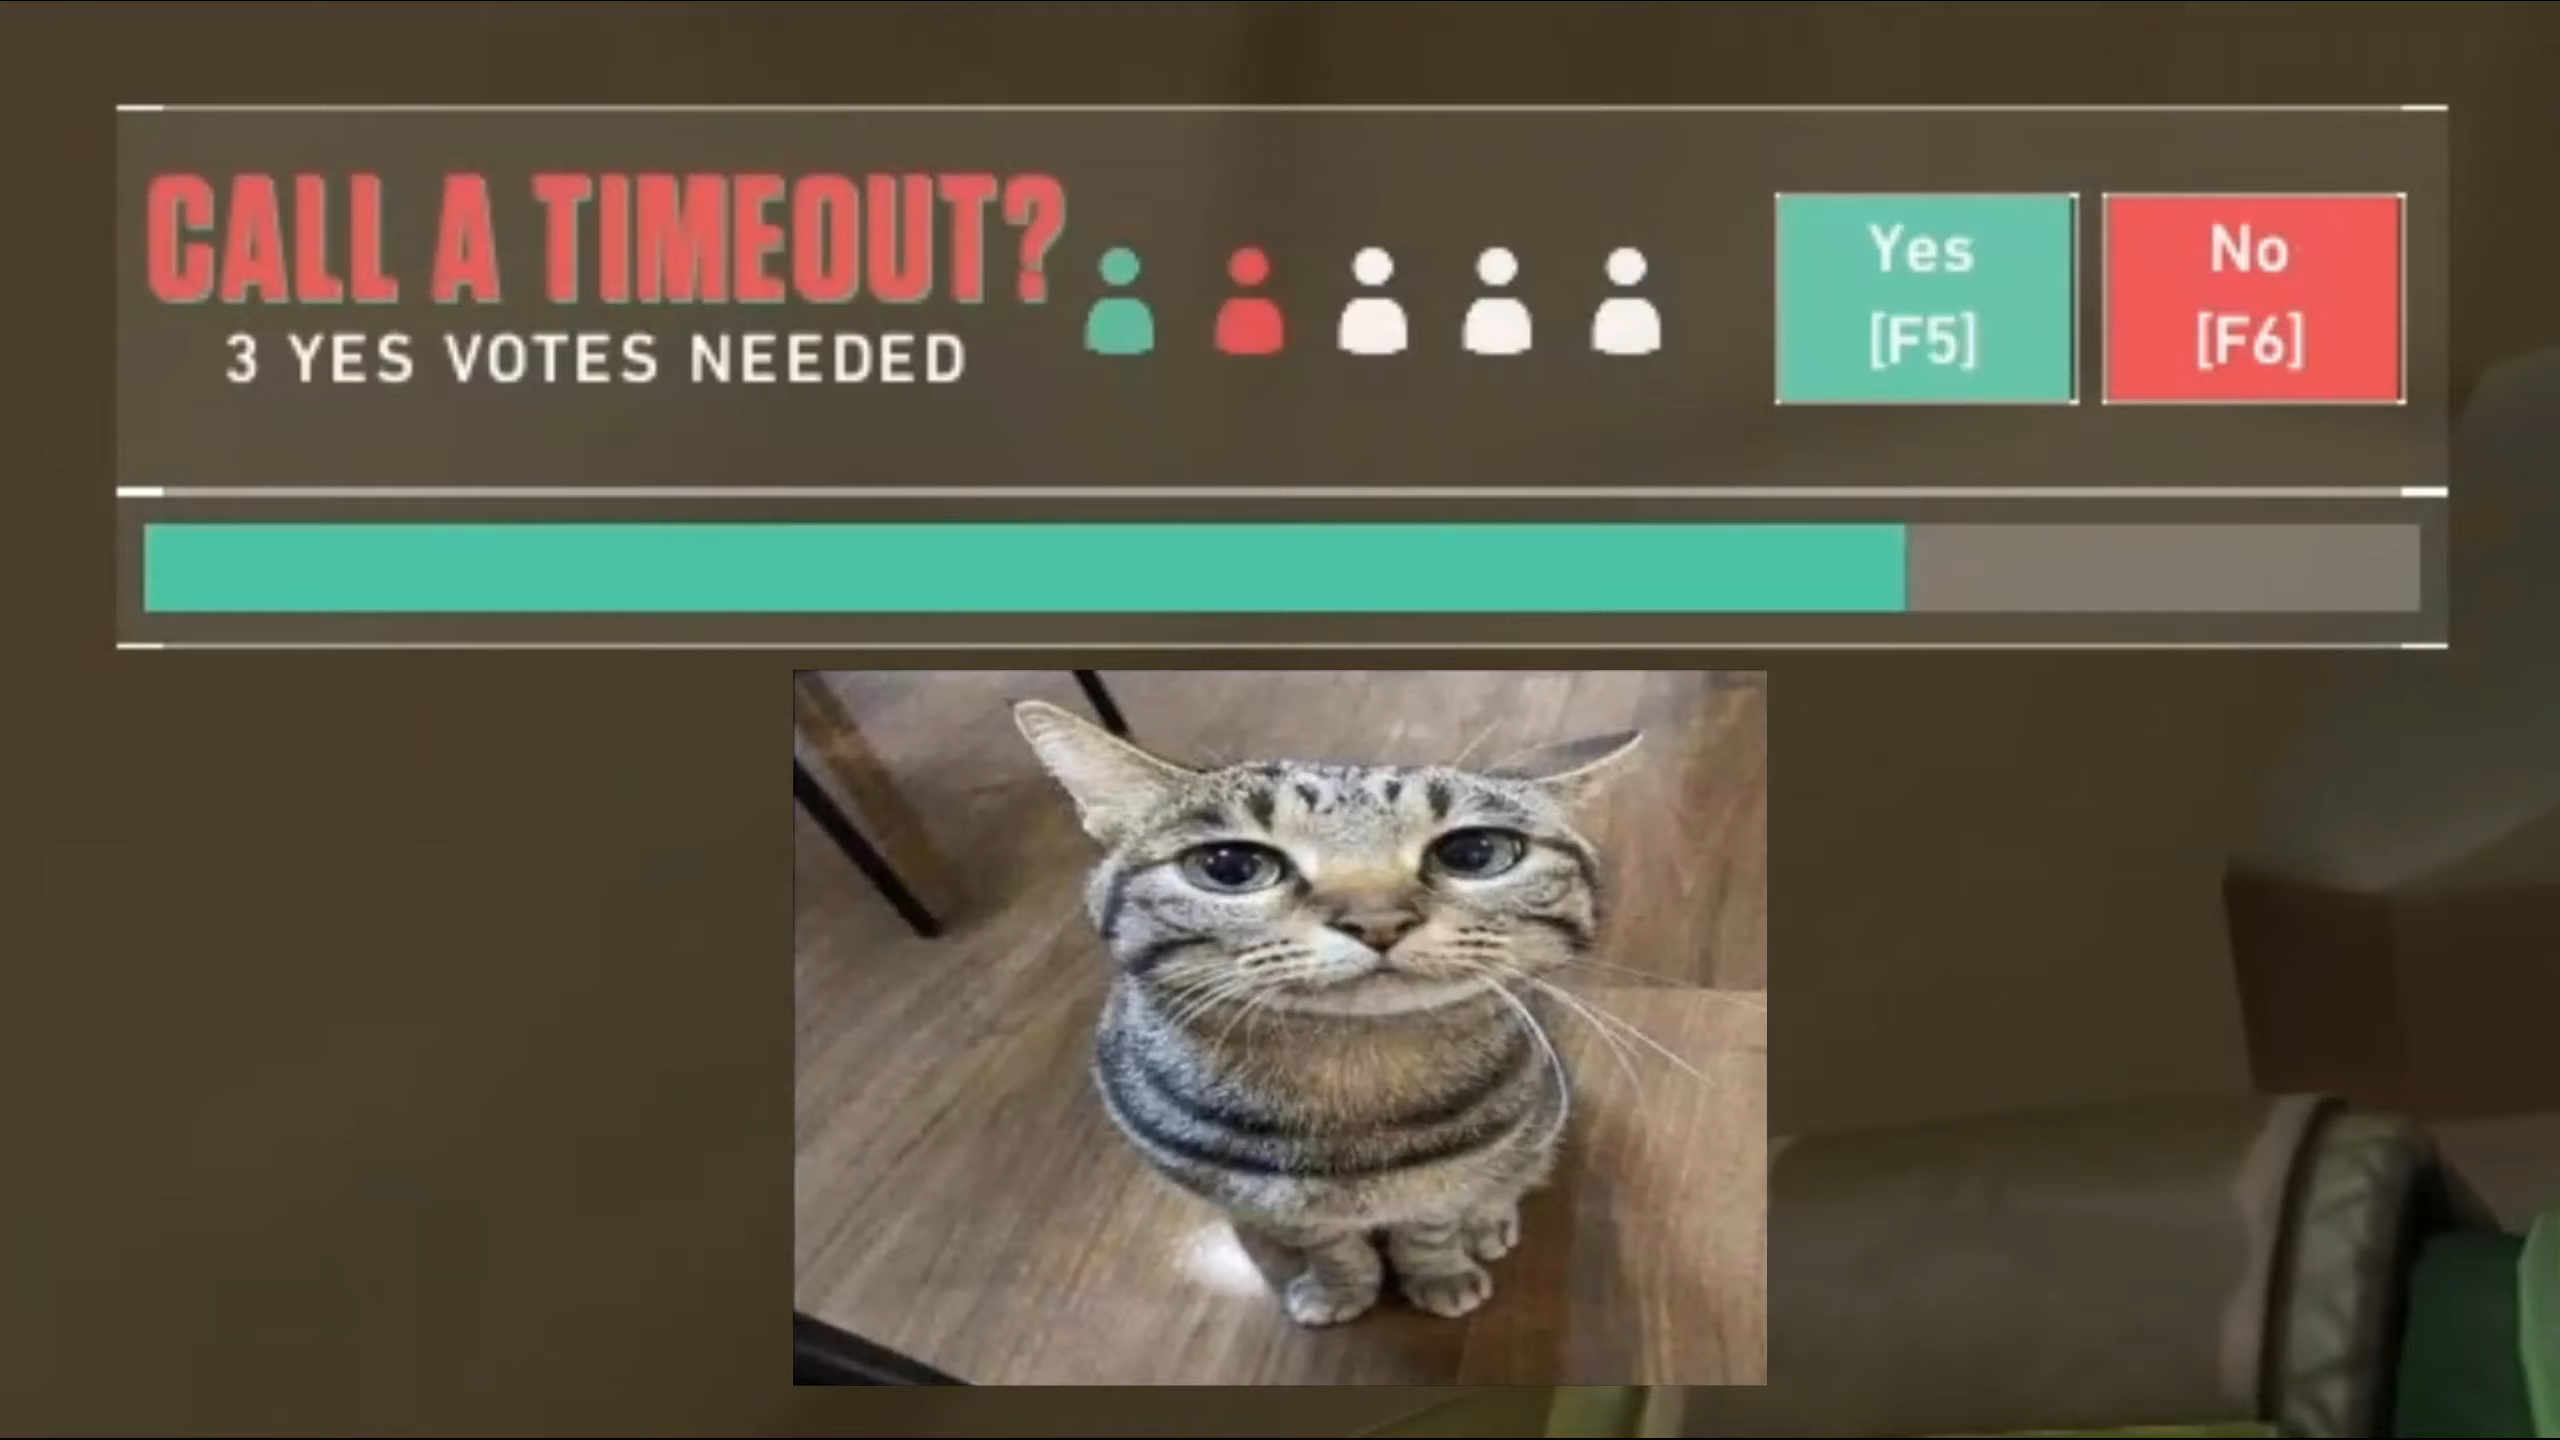 CALL A TIMEOUT?
3 YES VOTES NEEDED
Yes
[F5]
No
[F6]